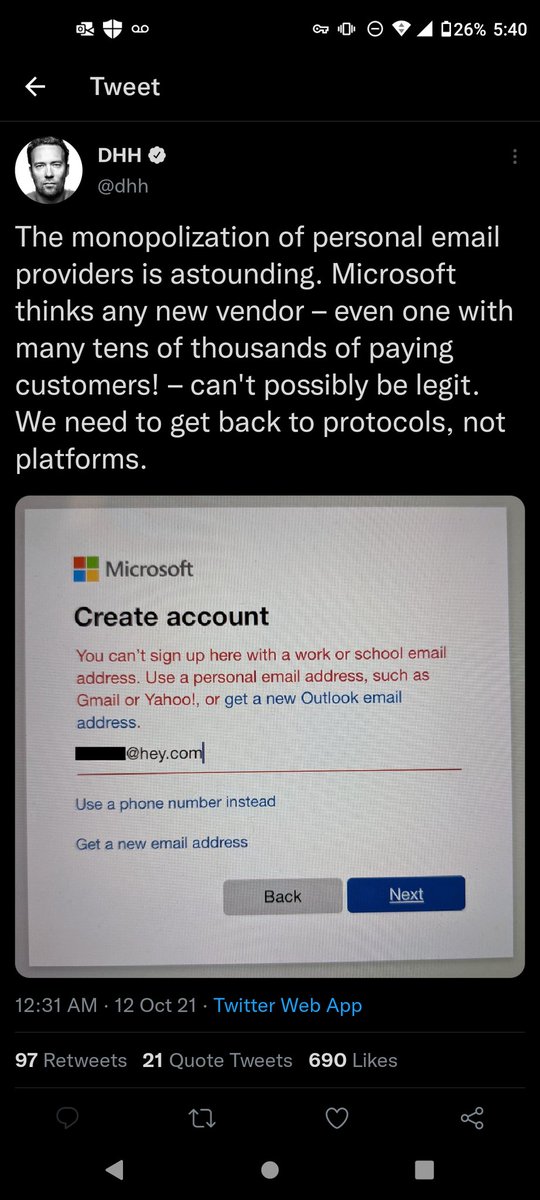 26% 5:40
Tweet
DHH
@dhh
The monopolization of personal email
providers is astounding. Microsoft
thinks any new vendor – even one with
many tens of thousands of paying
customers! – can't possibly be legit.
We need to get back to protocols, not
platforms.
Microsoft
Create account
You can't sign up here with a work or school email
address. Use a personal email address, such as
Gmail or Yahoo!, or get a new Outlook email
address.
@hey.com
Use a phone number instead
Get a new email address
Back Next
12:31 AM · 12 Oct 21 · Twitter Web App
97 Retweets 21 Quote Tweets 690 Likes